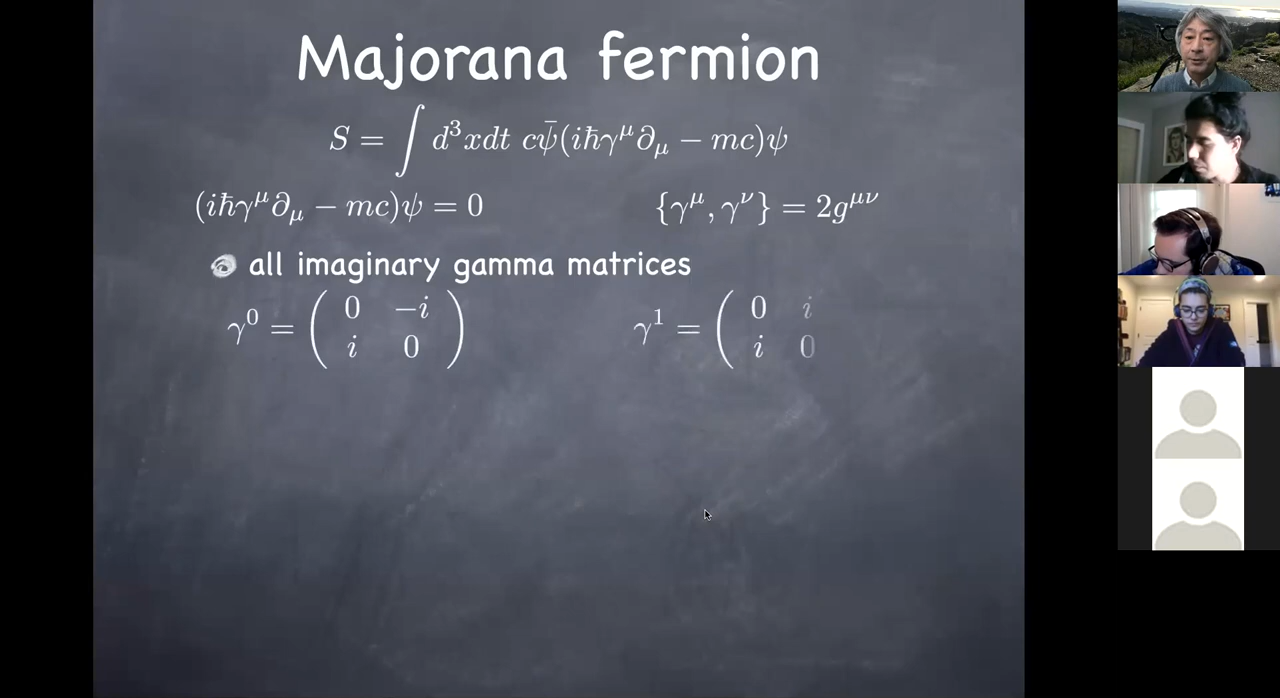 Majorana fermion
S = ∫ d³xdt cψ̄(iħγ^μ∂_μ − mc)ψ
(iħγ^μ∂_μ − mc)ψ = 0 {γ^μ, γ^ν} = 2g^{μν}
all imaginary gamma matrices
γ⁰ = ( 0 −i ; i 0 ) γ¹ = ( 0 i ; i 0